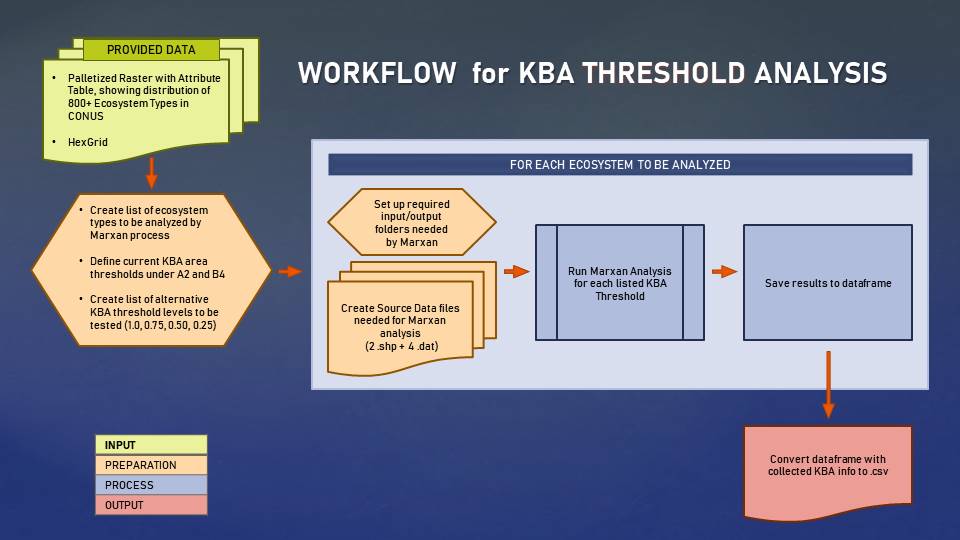 WORKFLOW for KBA THRESHOLD ANALYSIS
PROVIDED DATA
• Palletized Raster with Attribute
Table, showing distribution of
800+ Ecosystem Types in
CONUS
• HexGrid
• Create list of ecosystem
types to be analyzed by
Marxan process
• Define current KBA area
thresholds under A2 and B4
• Create list of alternative
KBA threshold levels to be
tested (1.0, 0.75, 0.50, 0.25)
FOR EACH ECOSYSTEM TO BE ANALYZED
Set up required
input/output
folders needed
by Marxan
Create Source Data files
needed for Marxan
analysis
(2 .shp + 4 .dat)
Run Marxan Analysis
for each listed KBA
Threshold
Save results to dataframe
Convert dataframe with
collected KBA info to .csv
INPUT
PREPARATION
PROCESS
OUTPUT